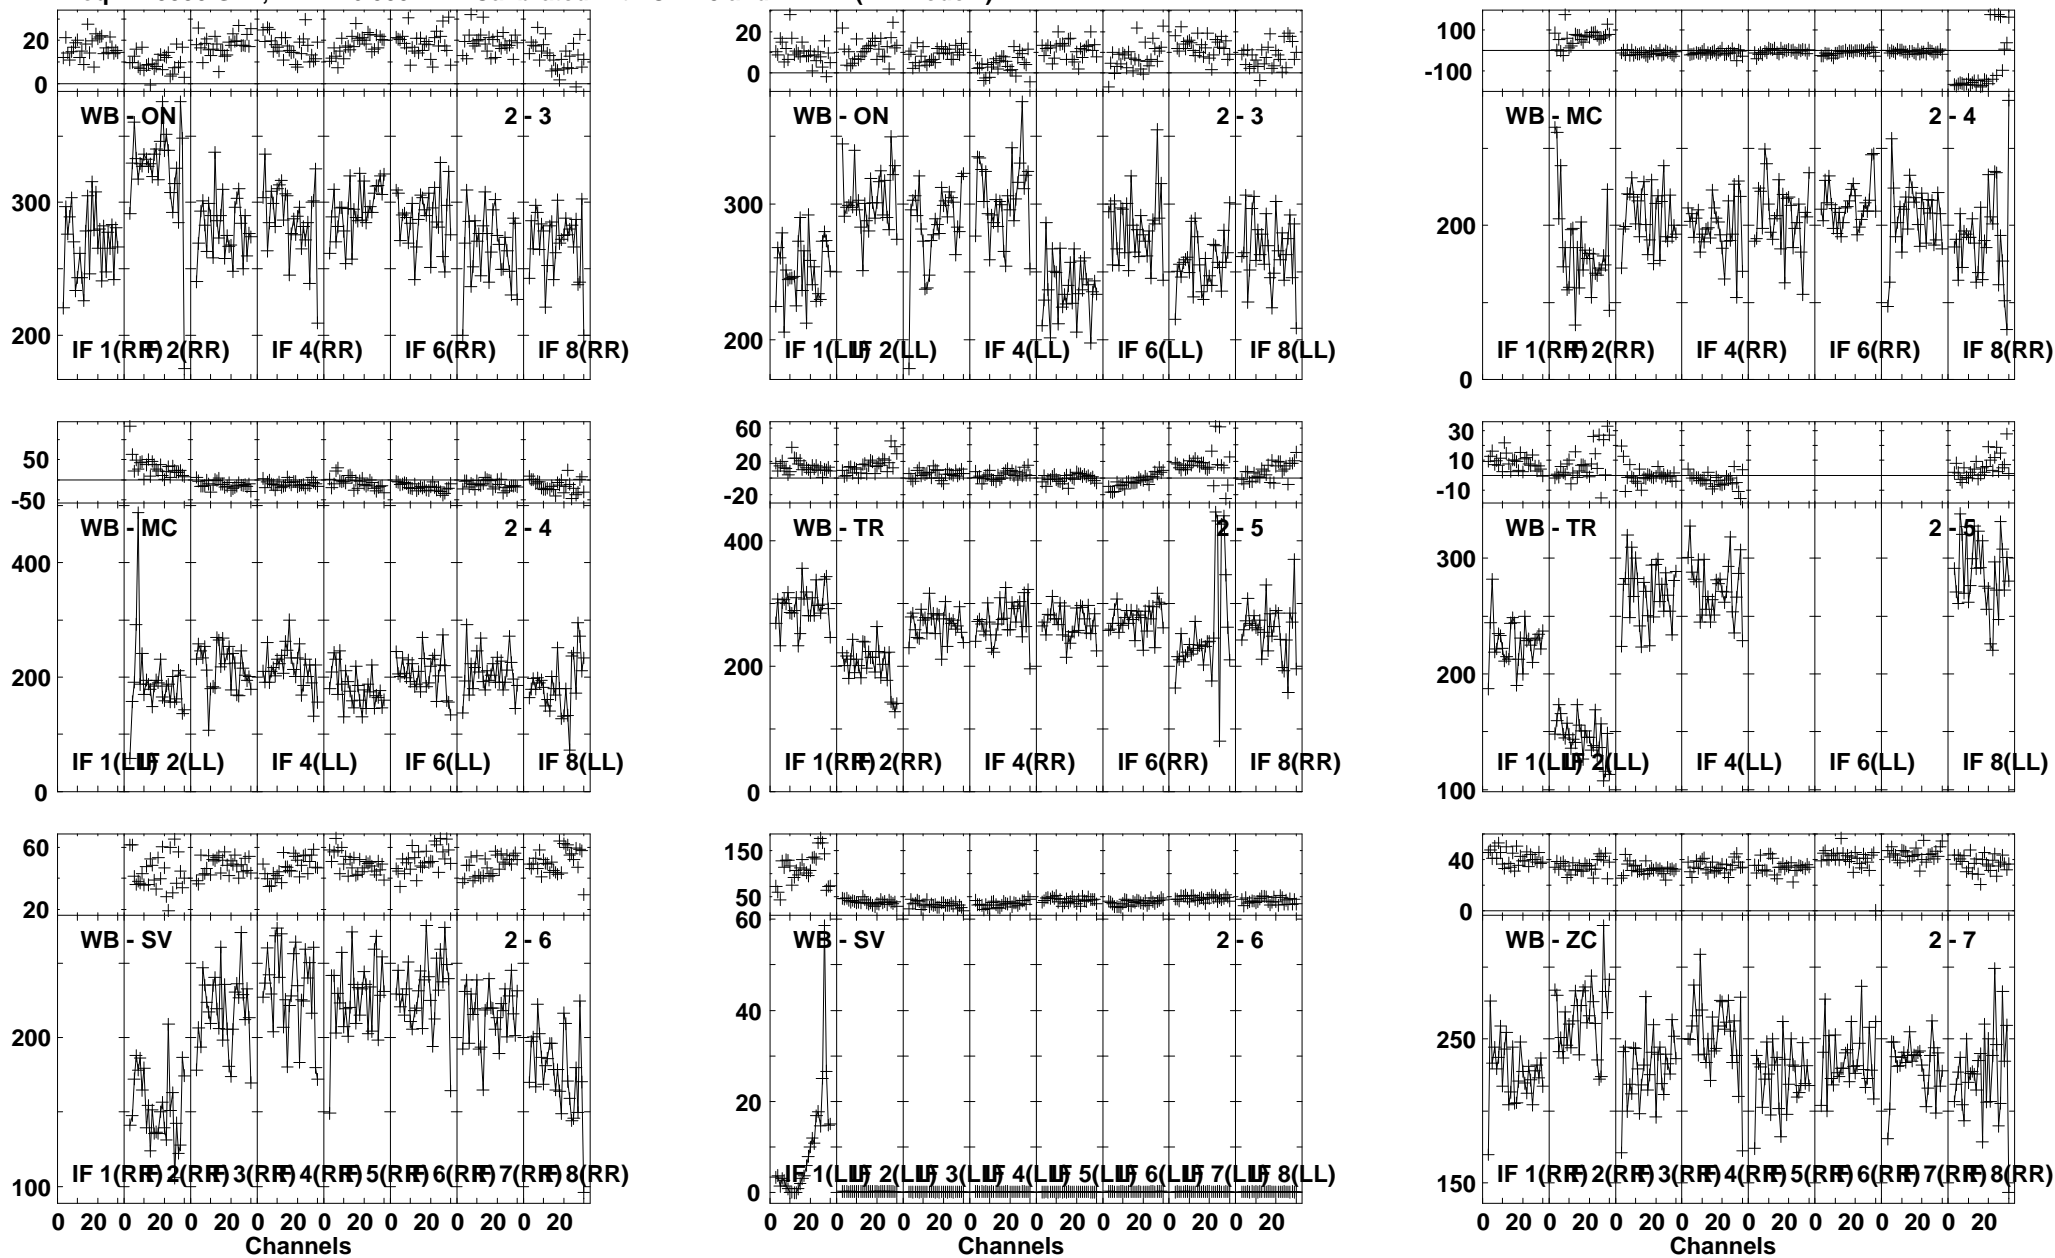 20
0
WB - ON 2 - 3
300
200
IF 1(RR) IF 2(RR) IF 4(RR) IF 6(RR) IF 8(RR)
20
0
WB - ON 2 - 3
300
200
IF 1(LL) IF 2(LL) IF 4(LL) IF 6(LL) IF 8(LL)
100
-100
WB - MC 2 - 4
200
0
IF 1(RR) IF 2(RR) IF 4(RR) IF 6(RR) IF 8(RR)
50
-50
WB - MC 2 - 4
400
200
0
IF 1(LL) IF 2(LL) IF 4(LL) IF 6(LL) IF 8(LL)
60
20
-20
WB - TR 2 - 5
400
200
0
IF 1(RR) IF 2(RR) IF 4(RR) IF 6(RR) IF 8(RR)
30
10
-10
WB - TR 2 - 5
300
200
100
IF 1(LL) IF 2(LL) IF 4(LL) IF 6(LL) IF 8(LL)
60
20
WB - SV 2 - 6
200
100
IF 1(RR) IF 2(RR) IF 3(RR) IF 4(RR) IF 5(RR) IF 6(RR) IF 7(RR) IF 8(RR)
0 20 0 20 0 20 0 20 0 20 0 20 0 20 0 20
Channels
150
50
WB - SV 2 - 6
60
40
20
0
IF 1(LL) IF 2(LL) IF 3(LL) IF 4(LL) IF 5(LL) IF 6(LL) IF 7(LL) IF 8(LL)
0 20 0 20 0 20 0 20 0 20 0 20 0 20 0 20
Channels
40
0
WB - ZC 2 - 7
250
150
IF 1(RR) IF 2(RR) IF 3(RR) IF 4(RR) IF 5(RR) IF 6(RR) IF 7(RR) IF 8(RR)
0 20 0 20 0 20 0 20 0 20 0 20 0 20 0 20
Channels